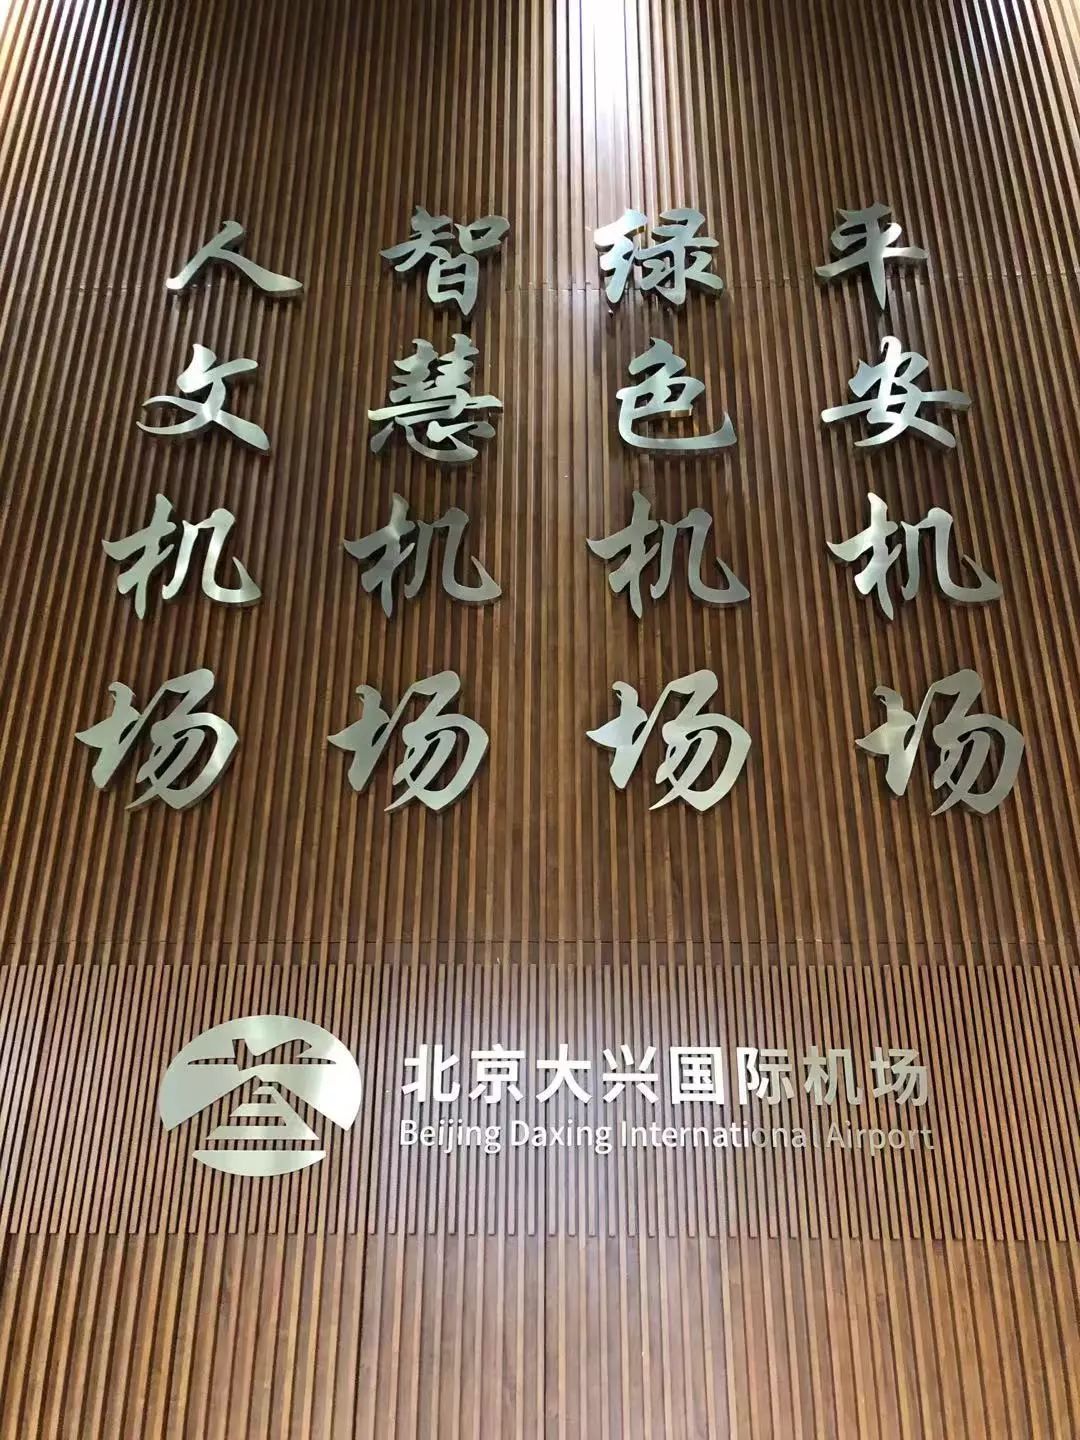 平安机场
绿色机场
智慧机场
人文机场
北京大兴国际机场
Beijing Daxing International Airport